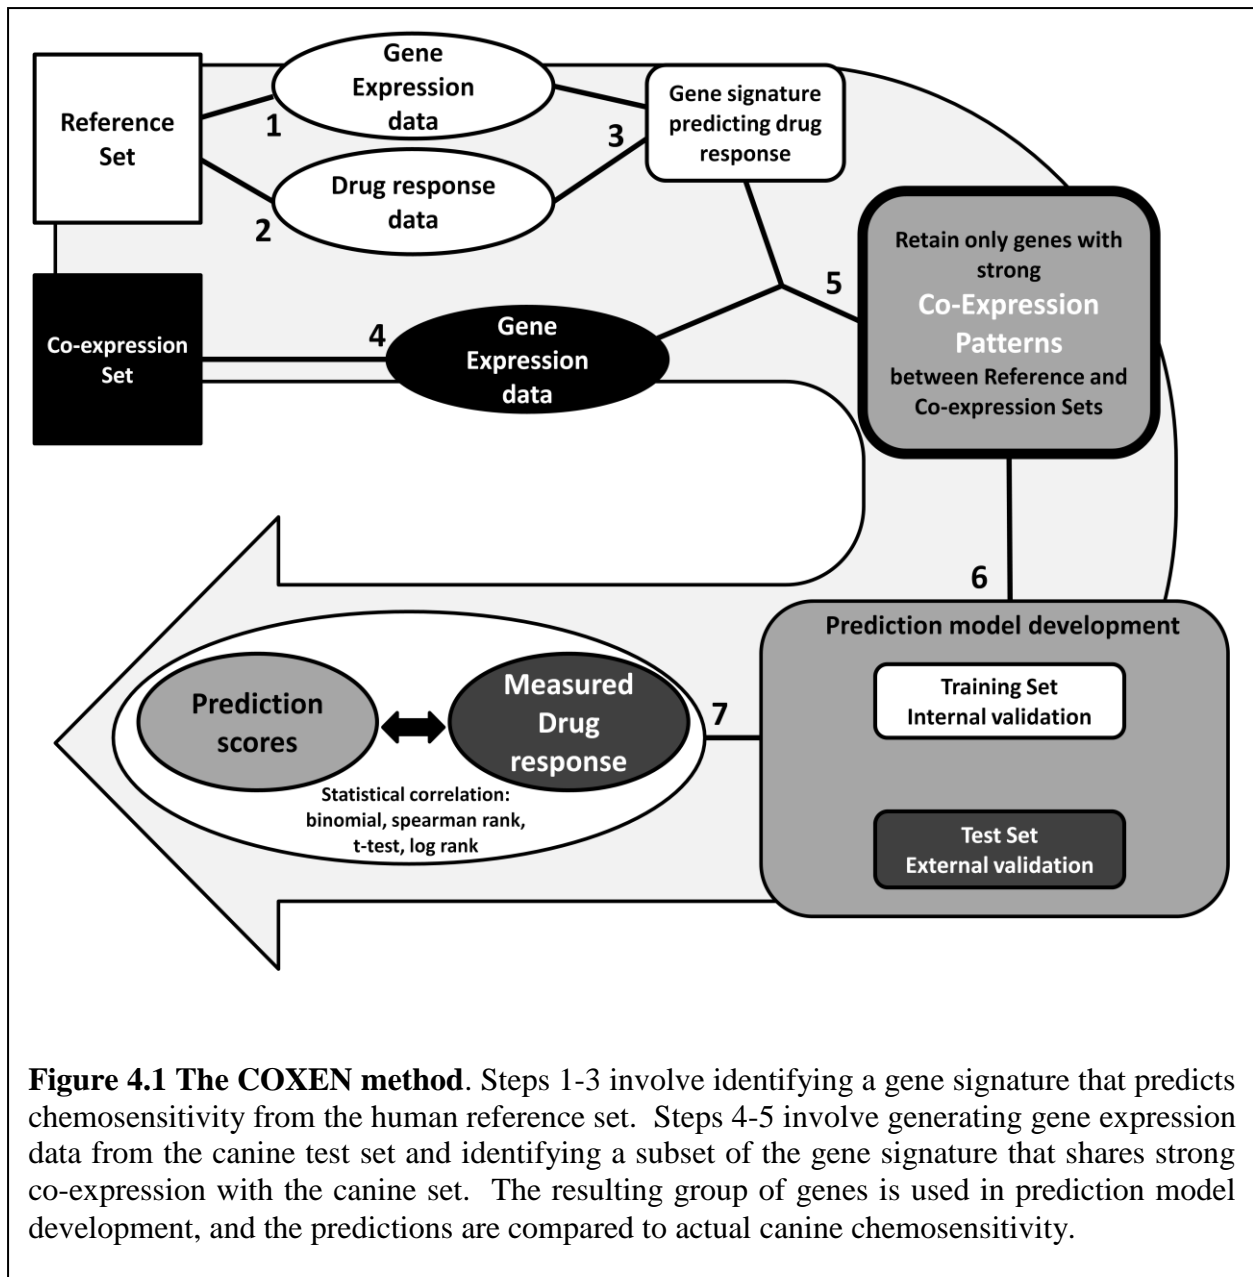 Reference
Set
Gene
Expression
data
1
2
Drug response
data
3
Gene signature
predicting drug
response
Co-expression
Set
4
Gene
Expression
data
5
Retain only genes with
strong
Co-Expression
Patterns
between Reference and
Co-expression Sets
6
Prediction model development
Training Set
Internal validation
Test Set
External validation
7
Prediction
scores
Measured
Drug
response
Statistical correlation:
binomial, spearman rank,
t-test, log rank
Figure 4.1 The COXEN method. Steps 1-3 involve identifying a gene signature that predicts
chemosensitivity from the human reference set. Steps 4-5 involve generating gene expression
data from the canine test set and identifying a subset of the gene signature that shares strong
co-expression with the canine set. The resulting group of genes is used in prediction model
development, and the predictions are compared to actual canine chemosensitivity.